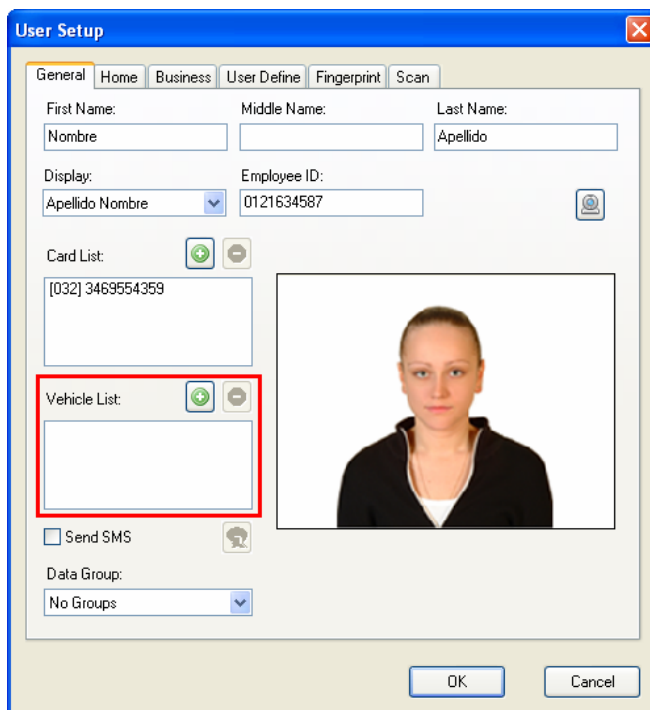 User Setup
General Home Business User Define Fingerprint Scan
First Name: Middle Name: Last Name:
Nombre Apellido
Display: Employee ID:
Apellido Nombre 0121634587
Card List:
[032] 3469554359
Vehicle List:
Send SMS
Data Group:
No Groups
OK Cancel